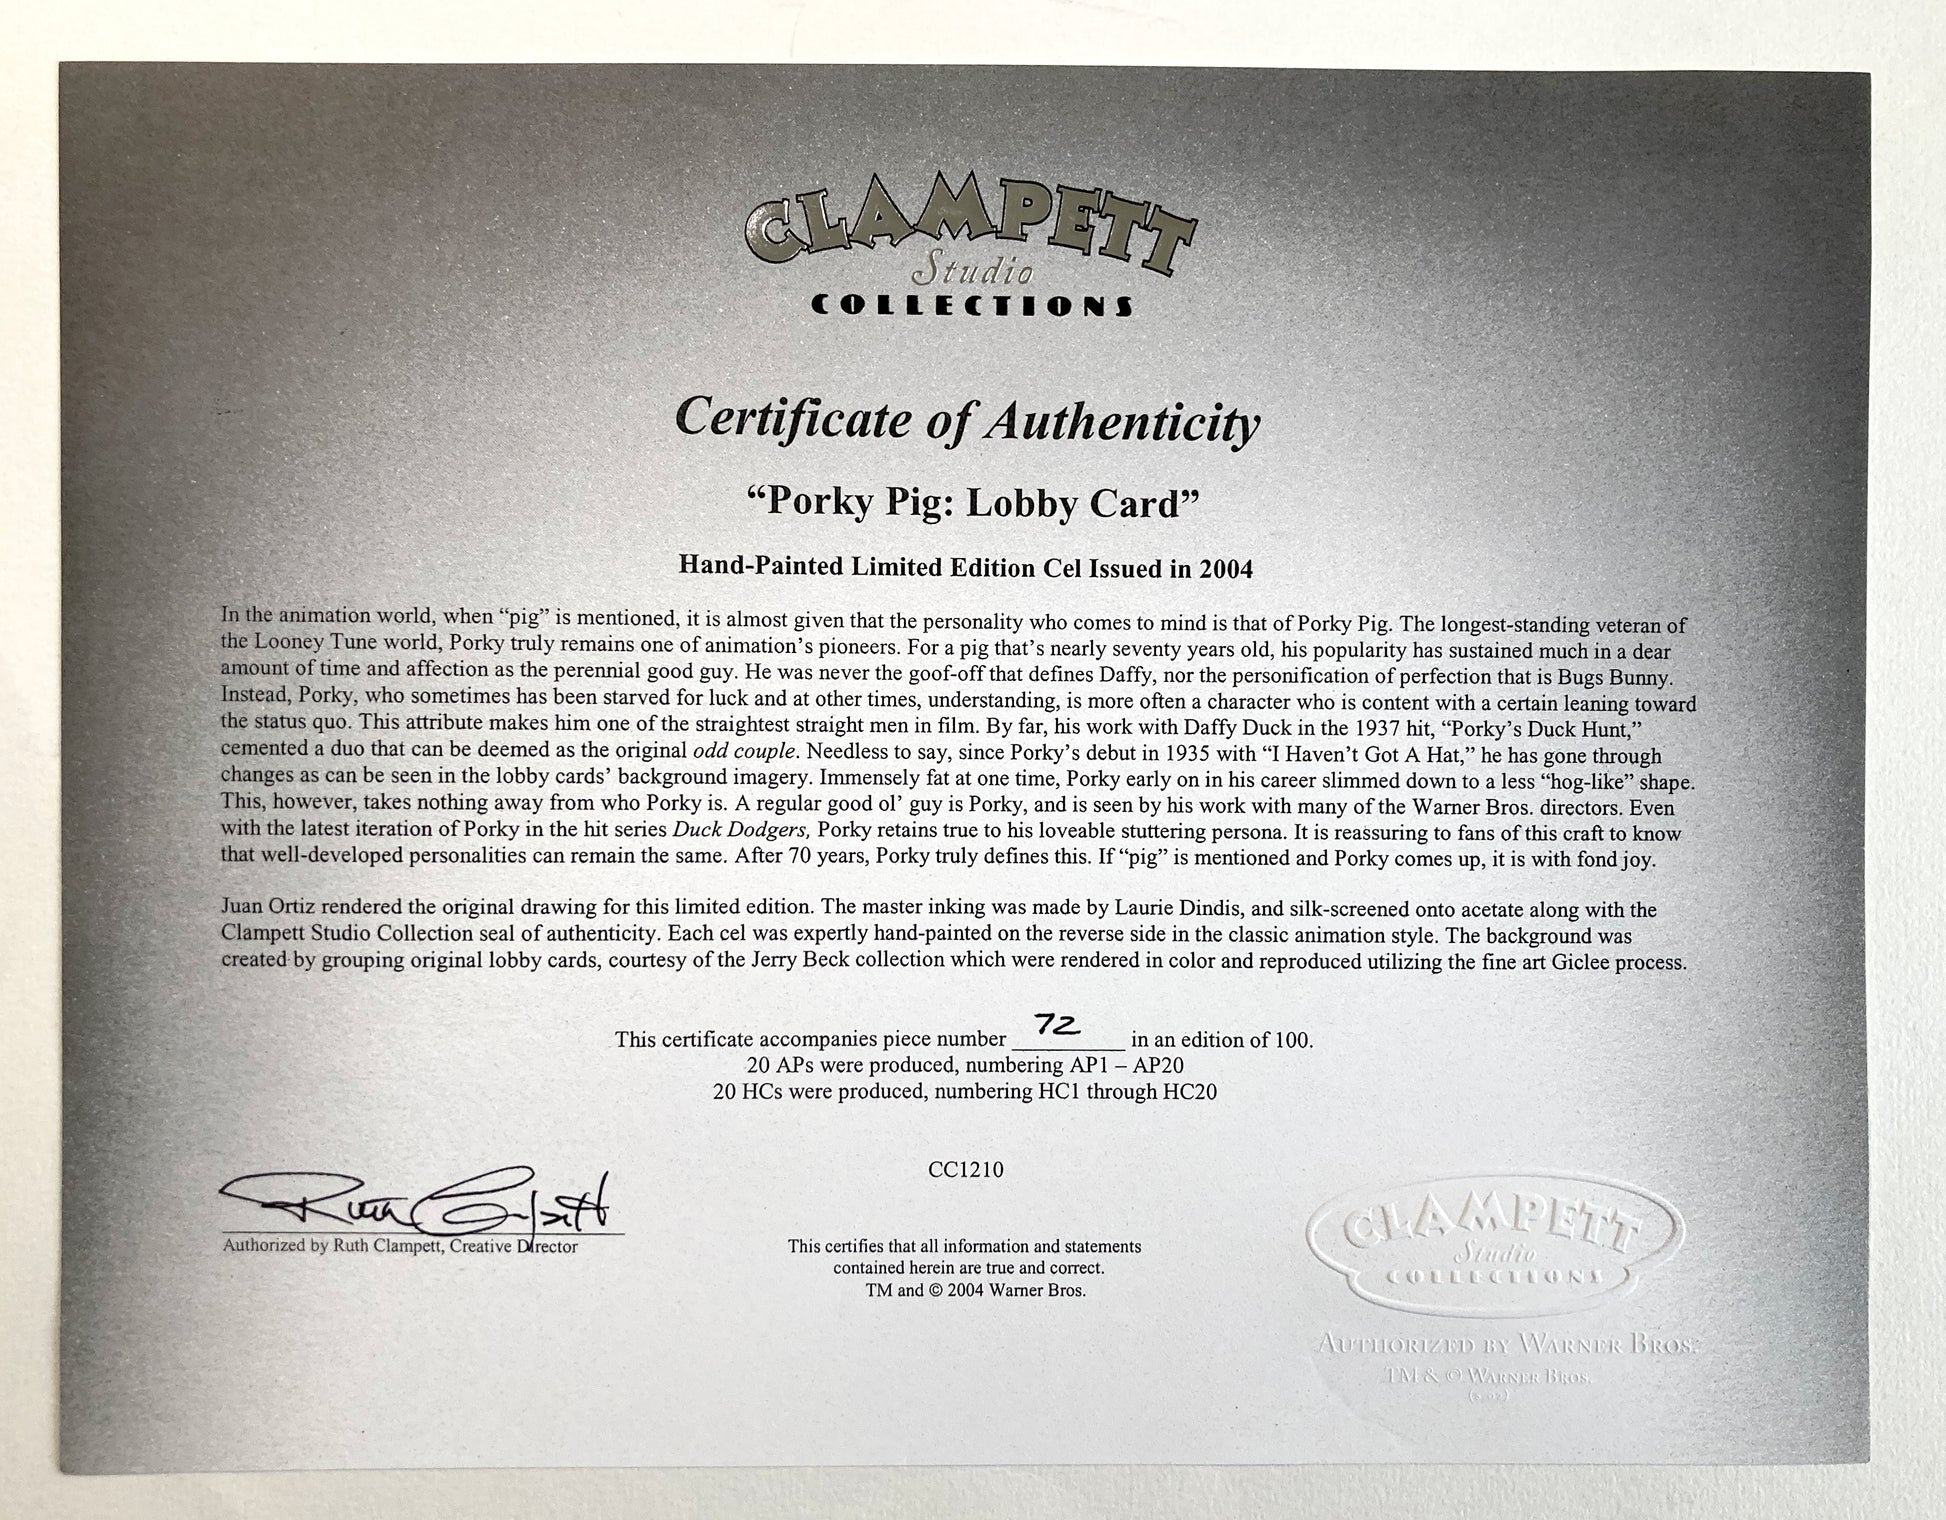 CLAMPETT
Studio
COLLECTIONS
Certificate of Authenticity
“Porky Pig: Lobby Card”
Hand-Painted Limited Edition Cel Issued in 2004
In the animation world, when “pig” is mentioned, it is almost given that the personality who comes to mind is that of Porky Pig. The longest-standing veteran of
the Looney Tune world, Porky truly remains one of animation’s pioneers. For a pig that’s nearly seventy years old, his popularity has sustained much in a dear
amount of time and affection as the perennial good guy. He was never the goof-off that defines Daffy, nor the personification of perfection that is Bugs Bunny.
Instead, Porky, who sometimes has been starved for luck and at other times, understanding, is more often a character who is content with a certain leaning toward
the status quo. This attribute makes him one of the straightest straight men in film. By far, his work with Daffy Duck in the 1937 hit, “Porky’s Duck Hunt,”
cemented a duo that can be deemed as the original odd couple. Needless to say, since Porky’s debut in 1935 with “I Haven’t Got A Hat,” he has gone through
changes as can be seen in the lobby cards’ background imagery. Immensely fat at one time, Porky early on in his career slimmed down to a less “hog-like” shape.
This, however, takes nothing away from who Porky is. A regular good ol’ guy is Porky, and is seen by his work with many of the Warner Bros. directors. Even
with the latest iteration of Porky in the hit series Duck Dodgers, Porky retains true to his loveable stuttering persona. It is reassuring to fans of this craft to know
that well-developed personalities can remain the same. After 70 years, Porky truly defines this. If “pig” is mentioned and Porky comes up, it is with fond joy.
Juan Ortiz rendered the original drawing for this limited edition. The master inking was made by Laurie Dindis, and silk-screened onto acetate along with the
Clampett Studio Collection seal of authenticity. Each cel was expertly hand-painted on the reverse side in the classic animation style. The background was
created by grouping original lobby cards, courtesy of the Jerry Beck collection which were rendered in color and reproduced utilizing the fine art Giclee process.
This certificate accompanies piece number 72 in an edition of 100.
20 APs were produced, numbering AP1 – AP20
20 HCs were produced, numbering HC1 through HC20
CC1210
Ruth Clampett
Authorized by Ruth Clampett, Creative Director
This certifies that all information and statements
contained herein are true and correct.
TM and © 2004 Warner Bros.
CLAMPETT
Studio
COLLECTIONS
AUTHORIZED BY WARNER BROS.
TM & © WARNER BROS.